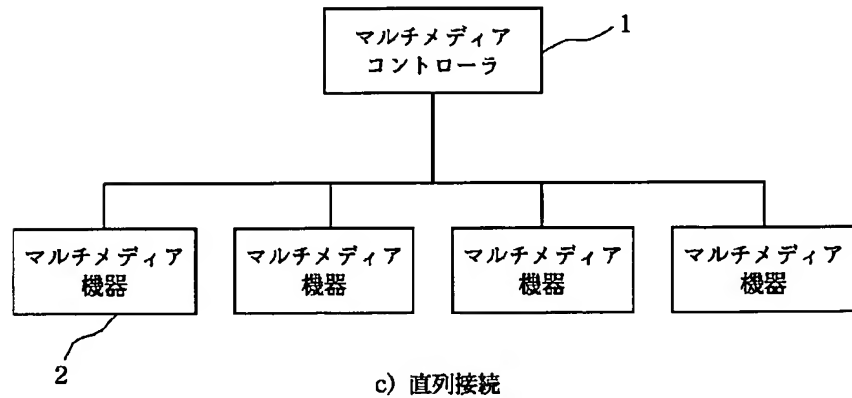 マルチメディア
コントローラ
1
マルチメディア
機器
マルチメディア
機器
マルチメディア
機器
マルチメディア
機器
2
c) 直列接続